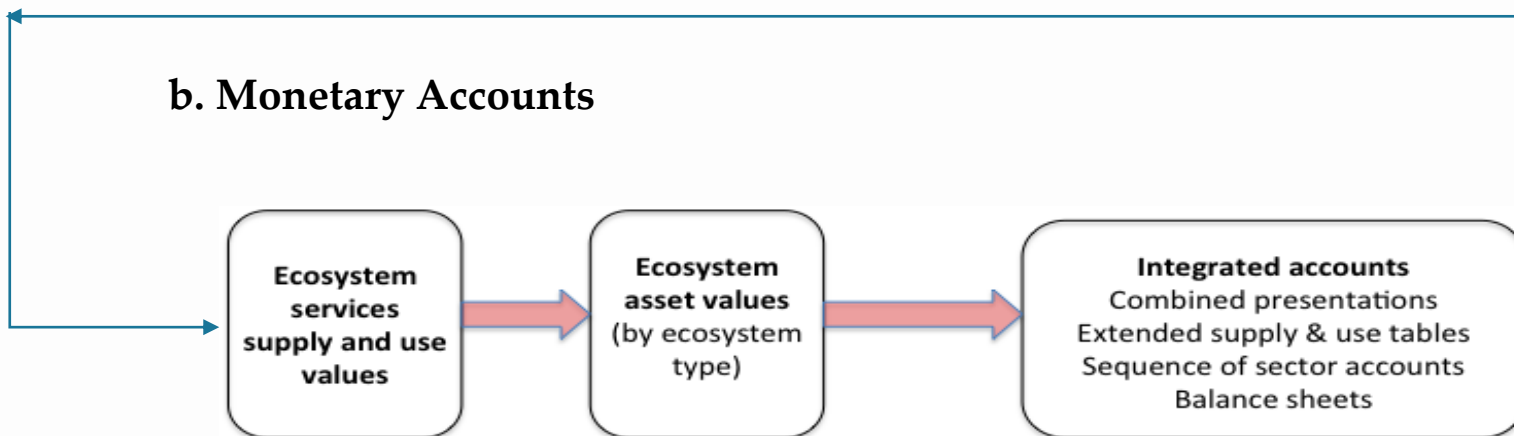 b. Monetary Accounts
Ecosystem
services
supply and use
values
Ecosystem
asset values
(by ecosystem
type)
Integrated accounts
Combined presentations
Extended supply & use tables
Sequence of sector accounts
Balance sheets